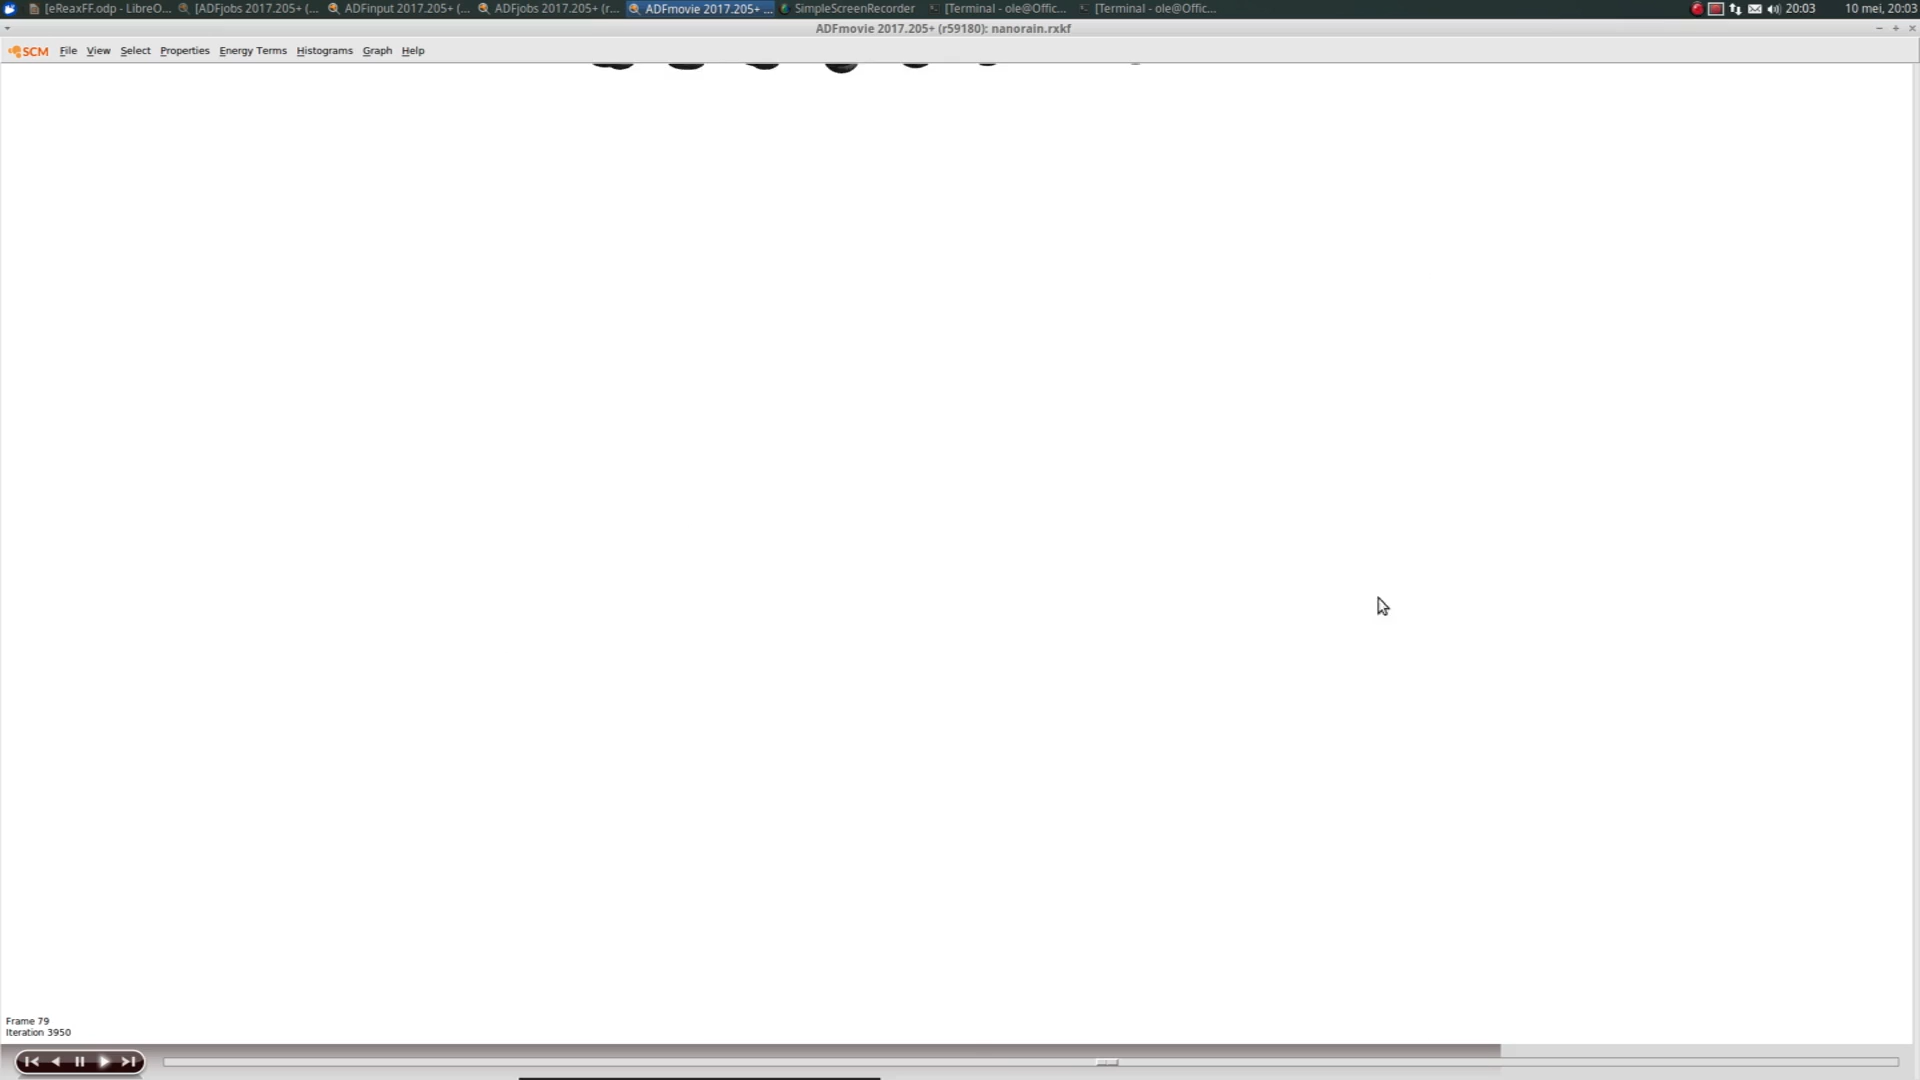 [eReaxFF.odp - LibreO... [ADFjobs 2017.205+ (... ADFinput 2017.205+ (... ADFjobs 2017.205+ (r... ADFmovie 2017.205+ ... SimpleScreenRecorder [Terminal - ole@Offic... [Terminal - ole@Offic... 20:03 10 mei, 20:03
ADFmovie 2017.205+ (r59180): nanorain.rxkf
SCM File View Select Properties Energy Terms Histograms Graph Help
Frame 79
Iteration 3950